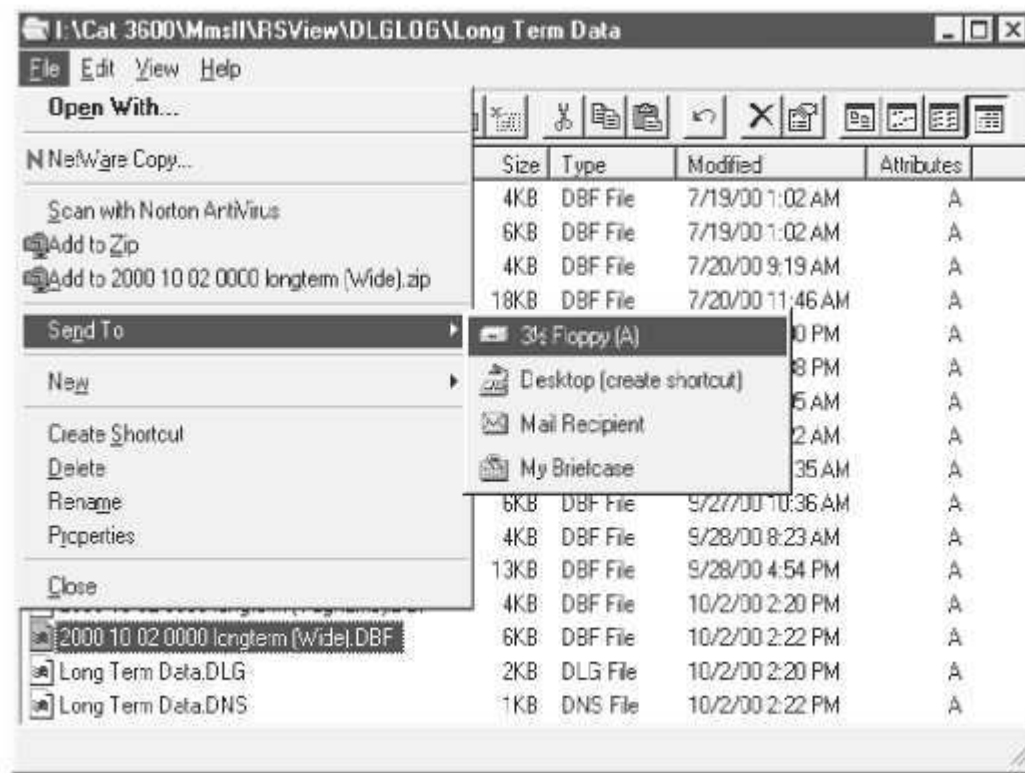 I:\Cat 3600\MmsII\RSView\DLGLOG\Long Term Data
File Edit View Help
Open With...
N NetWare Copy...
Scan with Norton AntiVirus
Add to Zip
Add to 2000 10 02 0000 longterm (Wide).zip
Send To
New
Create Shortcut
Delete
Rename
Properties
Close
3½ Floppy (A)
Desktop (create shortcut)
Mail Recipient
My Briefcase
Size Type Modified Attributes
4KB DBF File 7/19/00 1:02 AM A
6KB DBF File 7/19/00 1:02 AM A
4KB DBF File 7/20/00 9:19 AM A
18KB DBF File 7/20/00 11:46 AM A
PM A
PM A
AM A
AM A
35 AM A
6KB DBF File 9/27/00 10:36 AM A
4KB DBF File 9/28/00 8:23 AM A
13KB DBF File 9/28/00 4:54 PM A
4KB DBF File 10/2/00 2:20 PM A
2000 10 02 0000 longterm (Wide).DBF 6KB DBF File 10/2/00 2:22 PM A
Long Term Data.DLG 2KB DLG File 10/2/00 2:20 PM A
Long Term Data.DNS 1KB DNS File 10/2/00 2:22 PM A